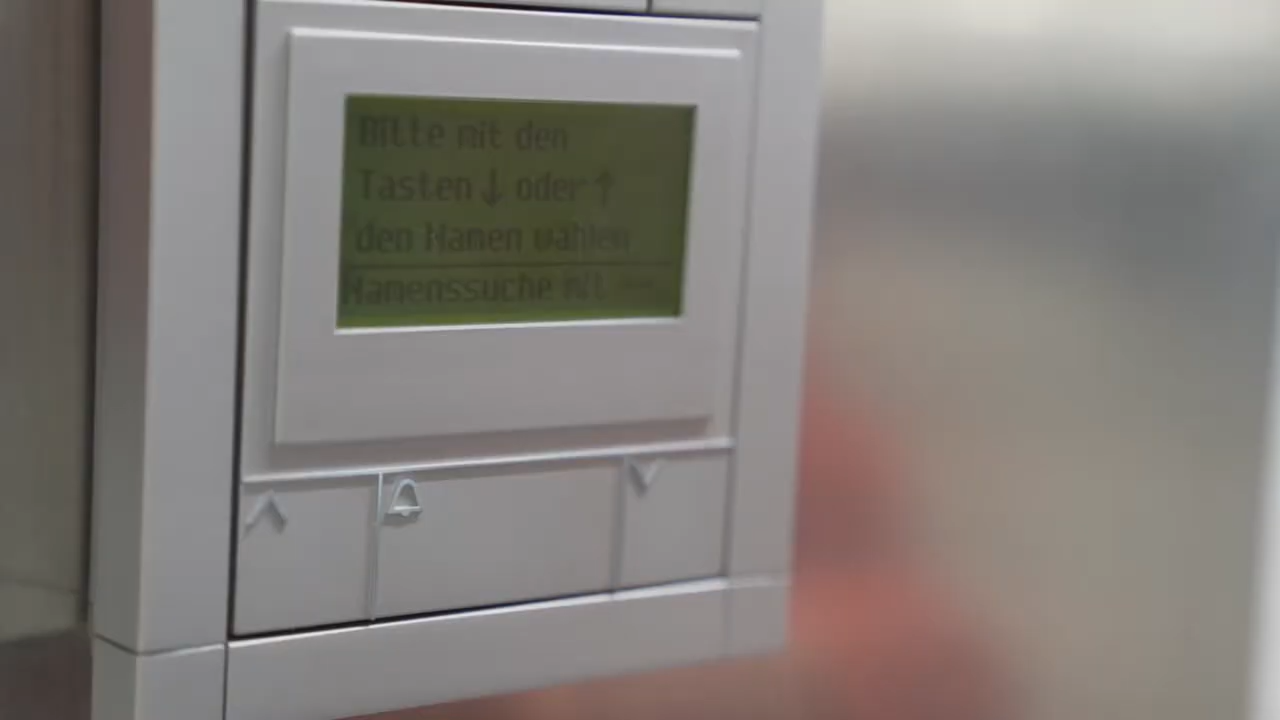 Bitte mit den
Tasten ↓ oder ↑
den Namen wählen
Namenssuche mit